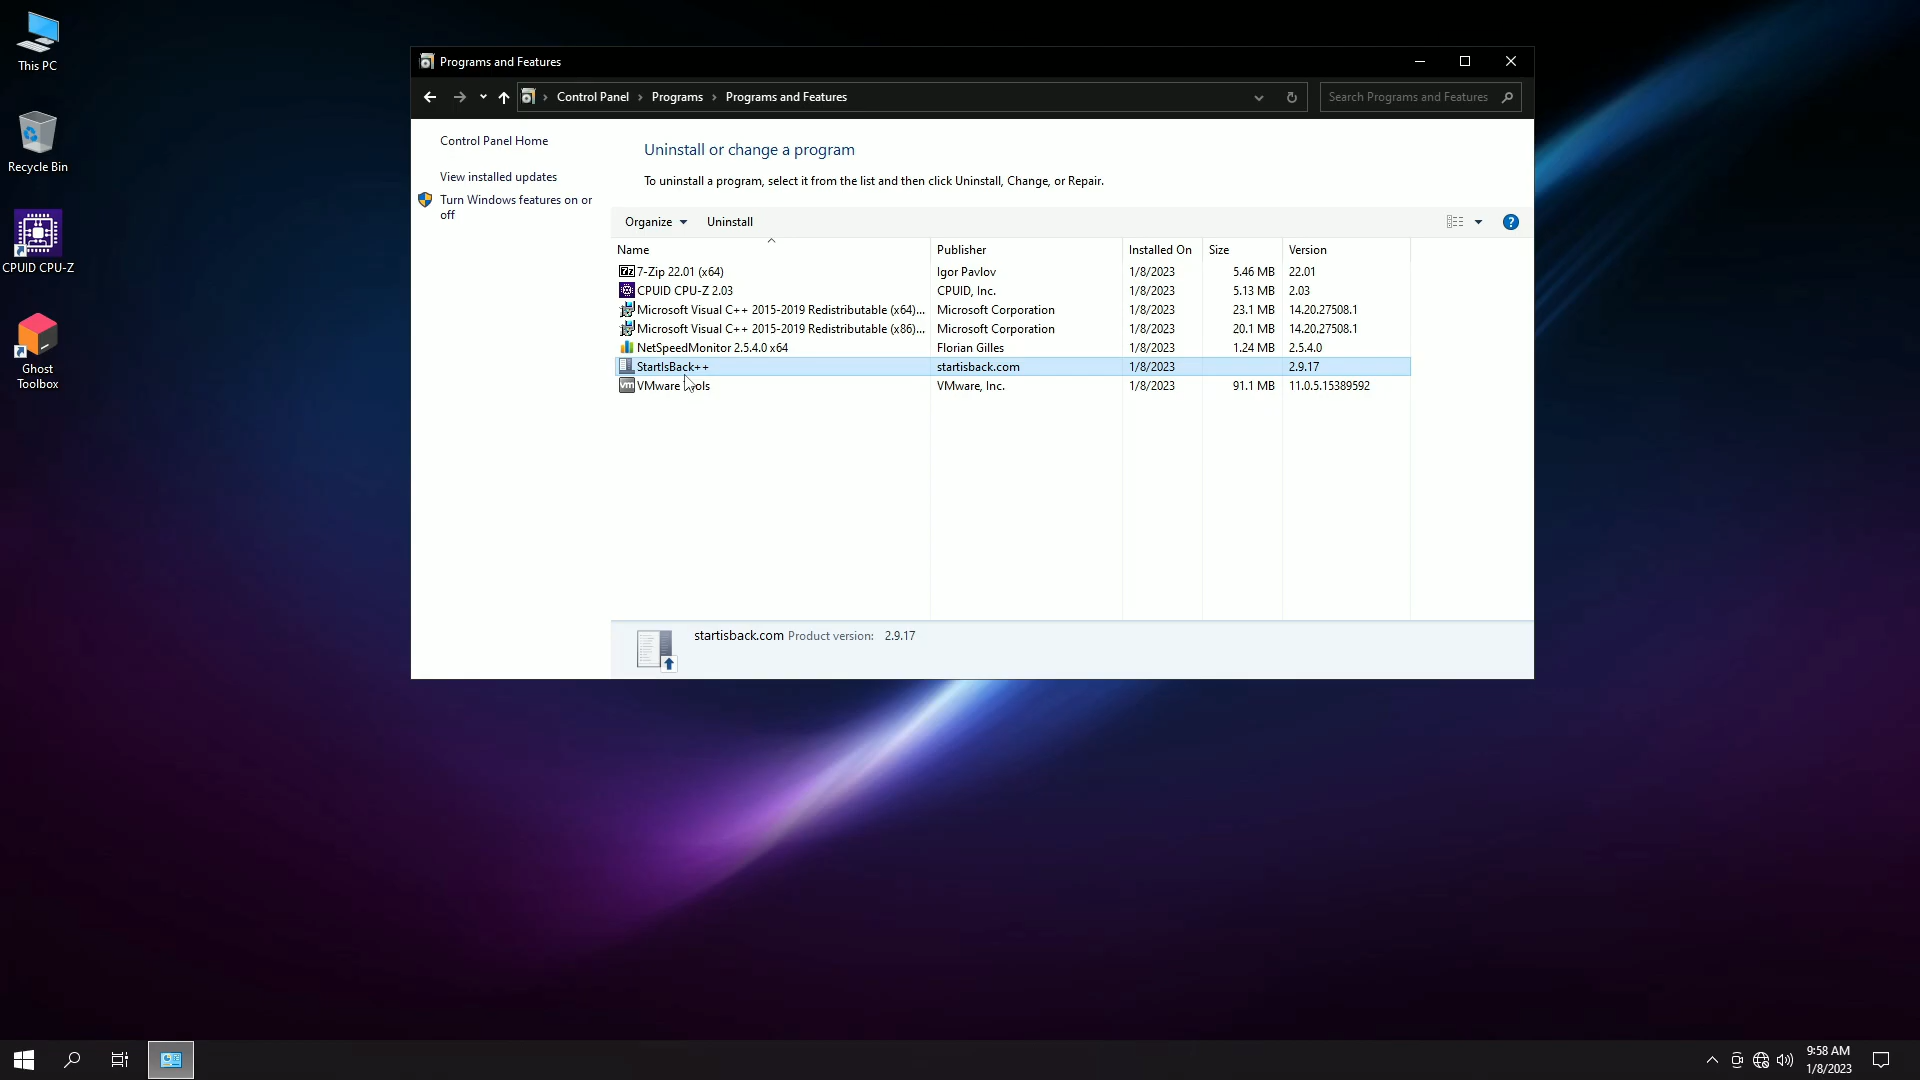 This PC
Recycle Bin
CPUID CPU-Z
Ghost
Toolbox
Programs and Features
Control Panel
Programs
Programs and Features
Search Programs and Features
Control Panel Home
View installed updates
Turn Windows features on or
off
Uninstall or change a program
To uninstall a program, select it from the list and then click Uninstall, Change, or Repair.
Organize Uninstall
?
Name Publisher Installed On Size Version
7-Zip 22.01 (x64) Igor Pavlov 1/8/2023 5.46 MB 22.01
CPUID CPU-Z 2.03 CPUID, Inc. 1/8/2023 5.13 MB 2.03
Microsoft Visual C++ 2015-2019 Redistributable (x64)... Microsoft Corporation 1/8/2023 23.1 MB 14.20.27508.1
Microsoft Visual C++ 2015-2019 Redistributable (x86)... Microsoft Corporation 1/8/2023 20.1 MB 14.20.27508.1
NetSpeedMonitor 2.5.4.0 x64 Florian Gilles 1/8/2023 1.24 MB 2.5.4.0
StartIsBack++ startisback.com 1/8/2023 2.9.17
VMware VMware, Inc. 1/8/2023 91.1 MB 11.0.5.15389592
startisback.com Product version: 2.9.17
9:58 AM
1/8/2023